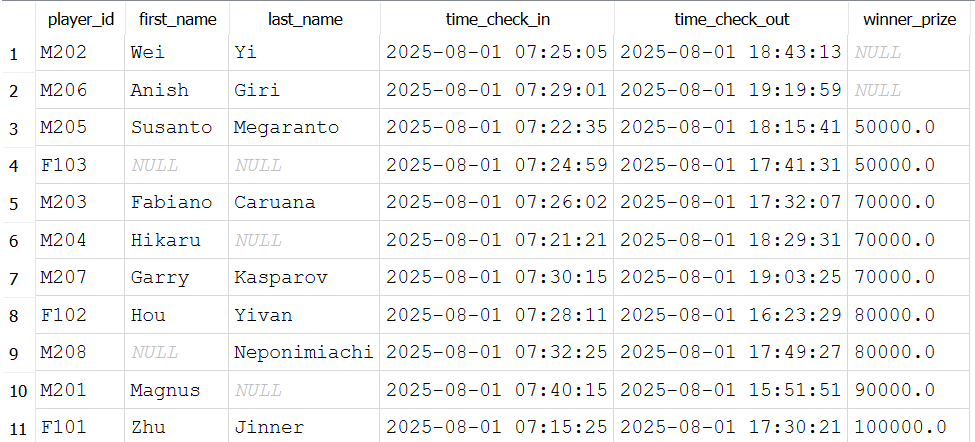 player_id first_name last_name time_check_in time_check_out winner_prize
1 M202 Wei Yi 2025-08-01 07:25:05 2025-08-01 18:43:13 NULL
2 M206 Anish Giri 2025-08-01 07:29:01 2025-08-01 19:19:59 NULL
3 M205 Susanto Megaranto 2025-08-01 07:22:35 2025-08-01 18:15:41 50000.0
4 F103 NULL NULL 2025-08-01 07:24:59 2025-08-01 17:41:31 50000.0
5 M203 Fabiano Caruana 2025-08-01 07:26:02 2025-08-01 17:32:07 70000.0
6 M204 Hikaru NULL 2025-08-01 07:21:21 2025-08-01 18:29:31 70000.0
7 M207 Garry Kasparov 2025-08-01 07:30:15 2025-08-01 19:03:25 70000.0
8 F102 Hou Yivan 2025-08-01 07:28:11 2025-08-01 16:23:29 80000.0
9 M208 NULL Neponimiachi 2025-08-01 07:32:25 2025-08-01 17:49:27 80000.0
10 M201 Magnus NULL 2025-08-01 07:40:15 2025-08-01 15:51:51 90000.0
11 F101 Zhu Jinner 2025-08-01 07:15:25 2025-08-01 17:30:21 100000.0